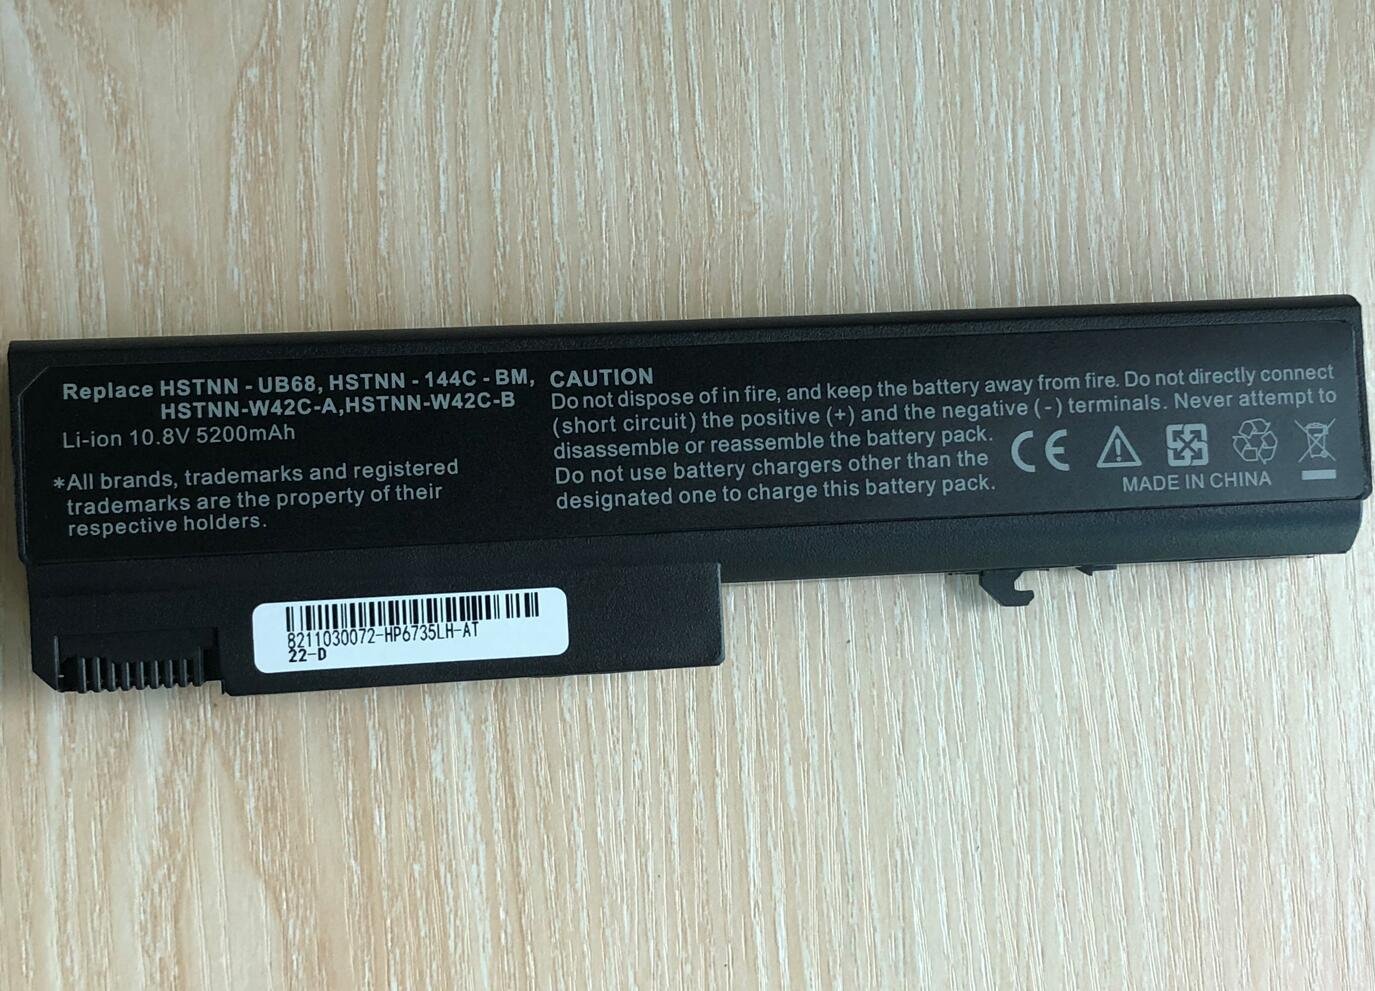 Replace HSTNN - UB68, HSTNN - 144C - BM,
HSTNN-W42C-A,HSTNN-W42C-B
Li-ion 10.8V 5200mAh
*All brands, trademarks and registered
trademarks are the property of their
respective holders.
CAUTION
Do not dispose of in fire, and keep the battery away from fire. Do not directly connect
(short circuit) the positive (+) and the negative (-) terminals. Never attempt to
disassemble or reassemble the battery pack.
Do not use battery chargers other than the
designated one to charge this battery pack.
CE
MADE IN CHINA
8211030072-HP6735LH-AT
22-D